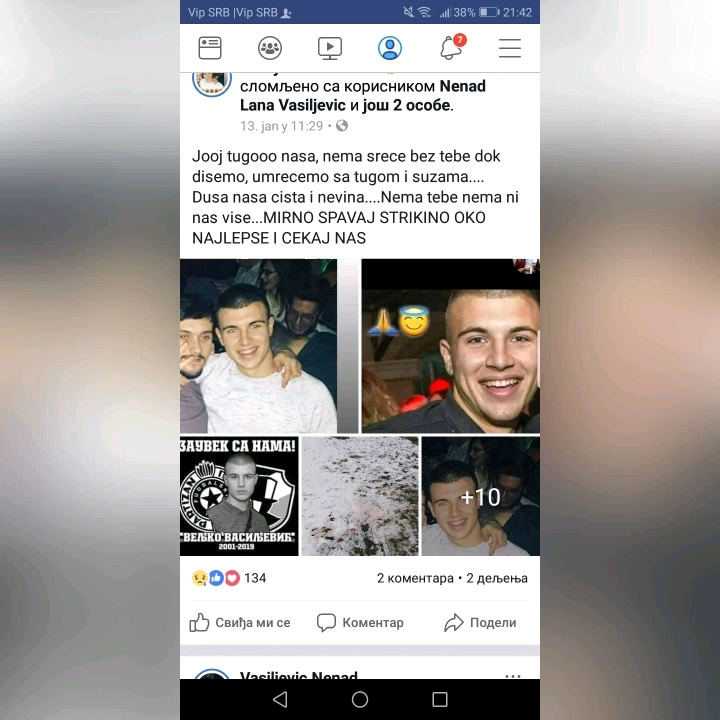 Vip SRB |Vip SRB
38%
21:42
7
сломљено са корисником Nenad
Lana Vasiljevic и још 2 особе.
13. јан у 11:29 •
Jooj tugooo nasa, nema srece bez tebe dok
disemo, umrecemo sa tugom i suzama....
Dusa nasa cista i nevina....Nema tebe nema ni
nas vise...MIRNO SPAVAJ STRIKINO OKO
NAJLEPSE I CEKAJ NAS
ЗАУВЕК СА НАМА!
PARTIZAN
"ВЕЉКО ВАСИЉЕВИЋ"
2001-2019
+10
134
2 коментара • 2 дељења
Свиђа ми се
Коментар
Подели
Vasiljevic Nenad